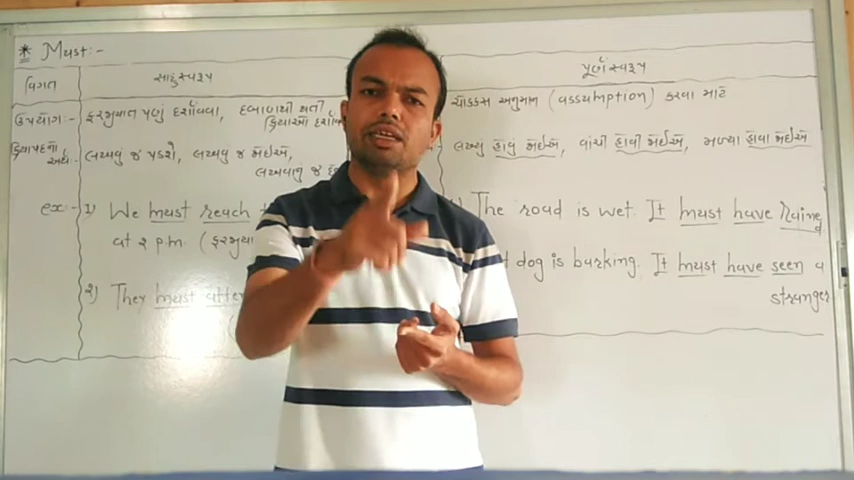 * Must:-
વિગત
સાદું સ્વરૂપ
પૂર્ણ સ્વરૂપ
ઉપયોગ:-
ફરજીયાત પણું દર્શાવવા, દબાણથી થતી
ક્રિયાઓ દર્શાવ
ચોક્કસ અનુમાન (assumption) કરવા માટે
ક્રિયાપદનો
અર્થ:-
લખવું જ પડશે, લખવુ જ જોઈએ,
લખવાનું જ
લખ્યુ હોવું જોઈએ, વાંચી હોવી જોઈએ, મળ્યા હોવા જોઈએ
ex:- 1) We must reach
at 2 p.m. (ફરજીયા
The road is wet. It must have Rained
2) They must atte
dog is barking. It must have seen a
stranger